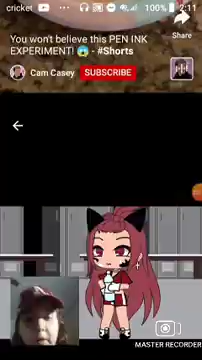 cricket
100% 2:11
You won't believe this PEN INK
EXPERIMENT! 😱 - #Shorts
Share
Cam Casey
SUBSCRIBE
MASTER RECORDER